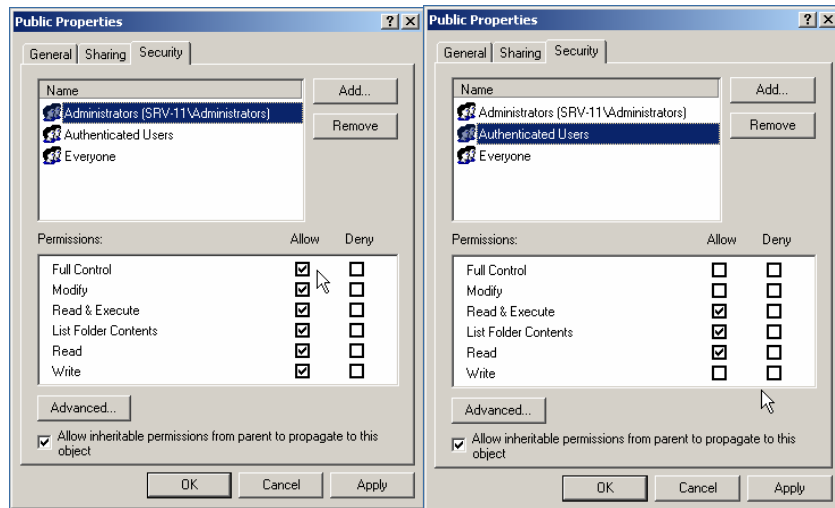 Public Properties
General Sharing Security
Name
Add...
Administrators (SRV-11\Administrators)
Remove
Authenticated Users
Everyone
Permissions: Allow Deny
Full Control
Modify
Read & Execute
List Folder Contents
Read
Write
Advanced...
Allow inheritable permissions from parent to propagate to this
object
OK Cancel Apply
Public Properties
General Sharing Security
Name
Add...
Administrators (SRV-11\Administrators)
Remove
Authenticated Users
Everyone
Permissions: Allow Deny
Full Control
Modify
Read & Execute
List Folder Contents
Read
Write
Advanced...
Allow inheritable permissions from parent to propagate to this
object
OK Cancel Apply